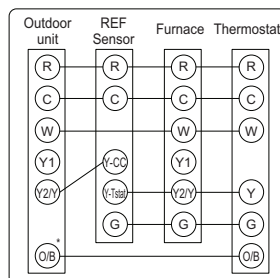 Outdoor unit REF Sensor Furnace Thermostat
R R R R
C C C C
W W W
Y1 Y-CC Y1
Y2/Y Y-Tstat Y2/Y Y
G G G
*
O/B O/B